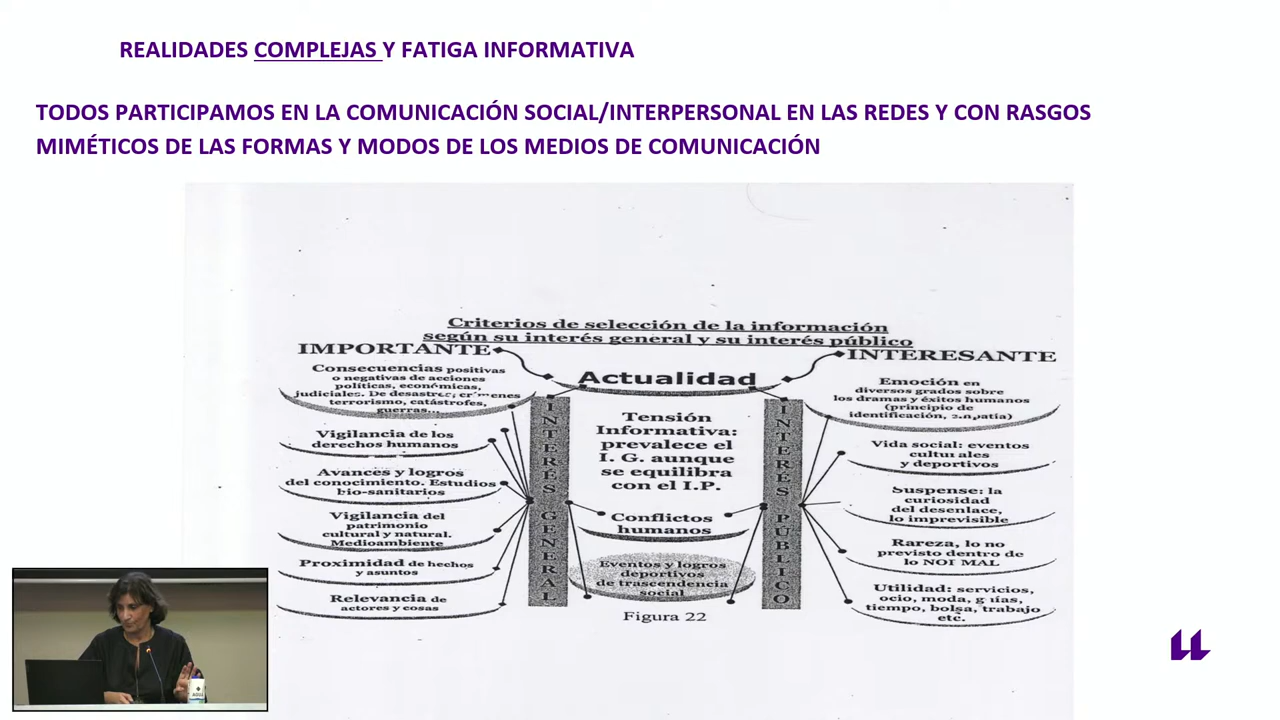 REALIDADES COMPLEJAS Y FATIGA INFORMATIVA
TODOS PARTICIPAMOS EN LA COMUNICACIÓN SOCIAL/INTERPERSONAL EN LAS REDES Y CON RASGOS
MIMÉTICOS DE LAS FORMAS Y MODOS DE LOS MEDIOS DE COMUNICACIÓN
Criterios de selección de la información
según su interés general y su interés público
IMPORTANTE
Consecuencias positivas
o negativas de acciones
políticas, económicas,
judiciales. De desastres, crímenes
terrorismo, catástrofes,
guerras...
Vigilancia de los
derechos humanos
Avances y logros
del conocimiento. Estudios
bio-sanitarios
Vigilancia del
patrimonio
cultural y natural.
Medioambiente
Proximidad de hechos
y asuntos
Relevancia de
actores y cosas
INTERÉS GENERAL
Actualidad
Tensión
Informativa:
prevalece el
I. G. aunque
se equilibra
con el I.P.
Conflictos
humanos
Eventos y logros
deportivos
de trascendencia
social
Figura 22
INTERÉS PÚBLICO
INTERESANTE
Emoción en
diversos grados sobre
los dramas y éxitos humanos
(principio de
identificación,
Vida social: eventos
culturales
y deportivos
Suspense: la
curiosidad
del desenlace,
lo imprevisible
Rareza, lo no
previsto dentro de
lo NORMAL
Utilidad: servicios,
ocio, moda, guías,
tiempo, bolsa, trabajo
etc.